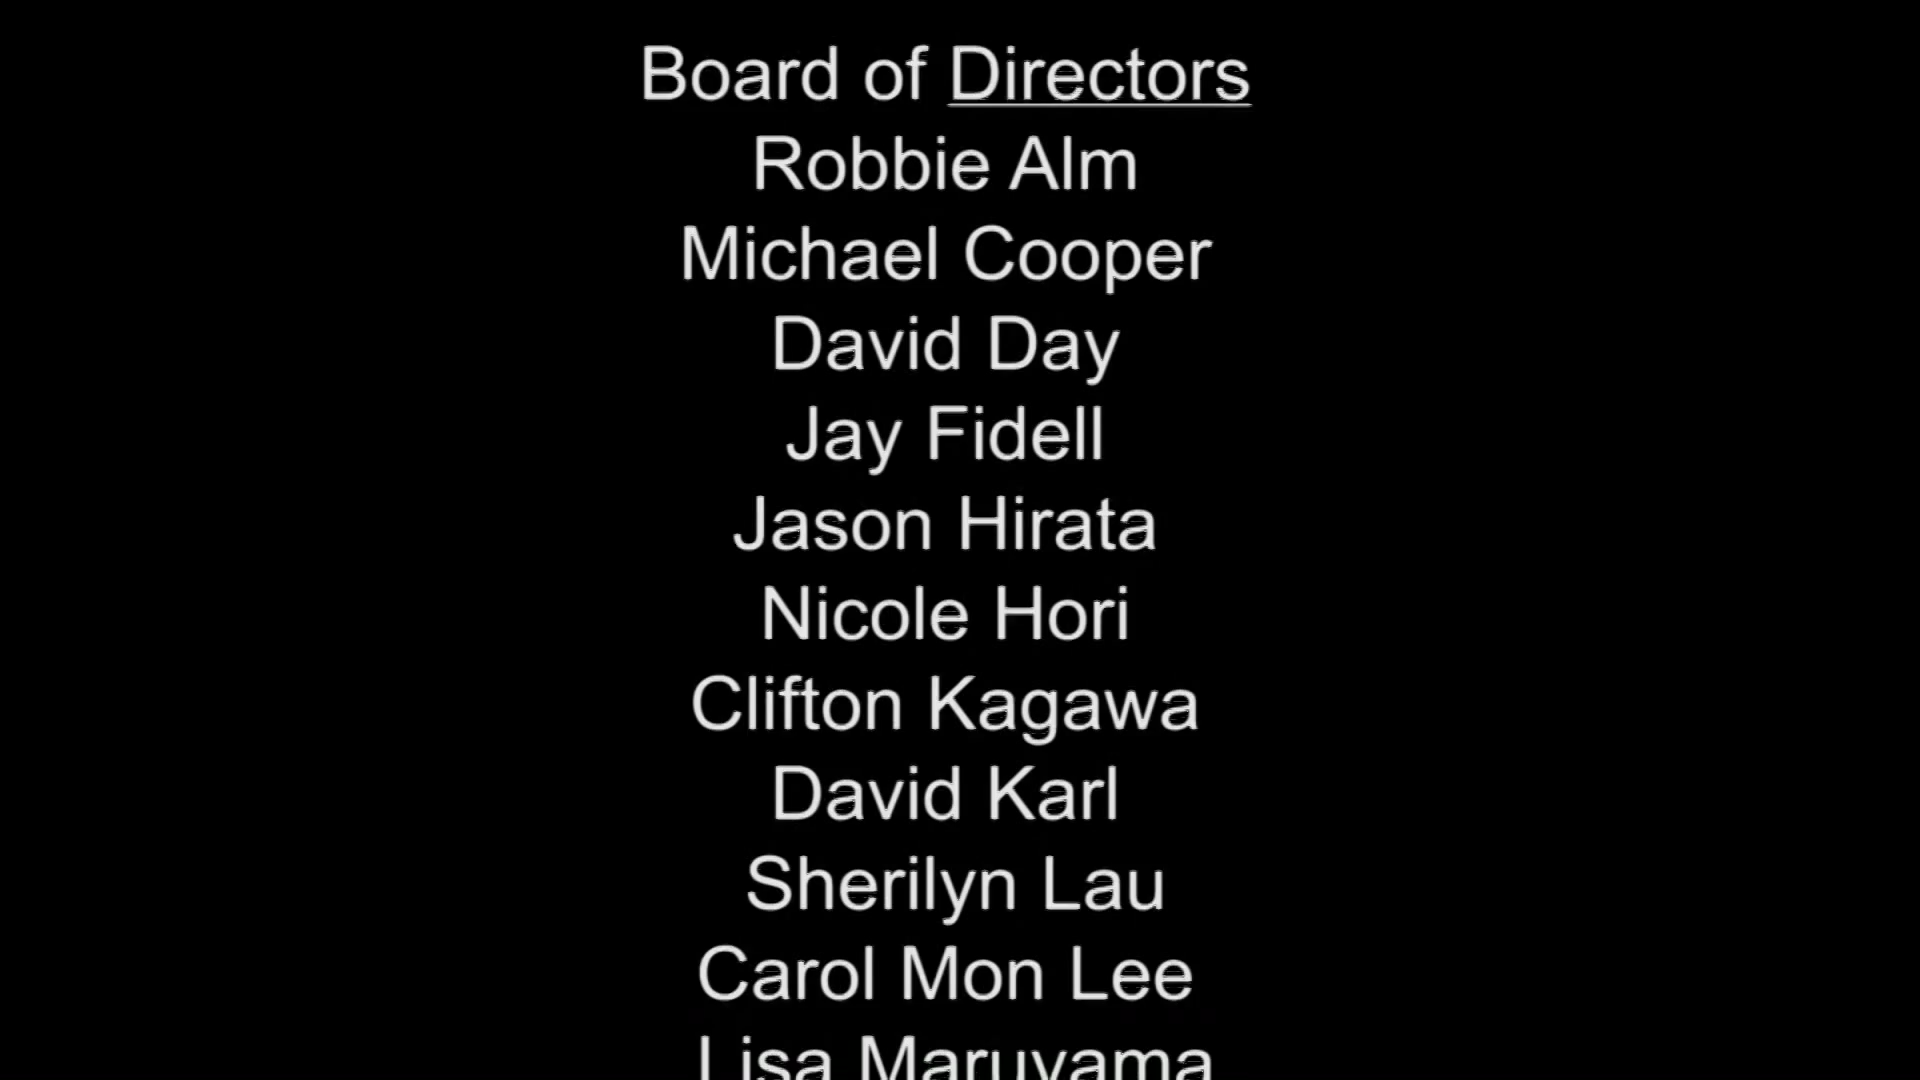 Board of Directors
Robbie Alm
Michael Cooper
David Day
Jay Fidell
Jason Hirata
Nicole Hori
Clifton Kagawa
David Karl
Sherilyn Lau
Carol Mon Lee
Lisa Maruyama